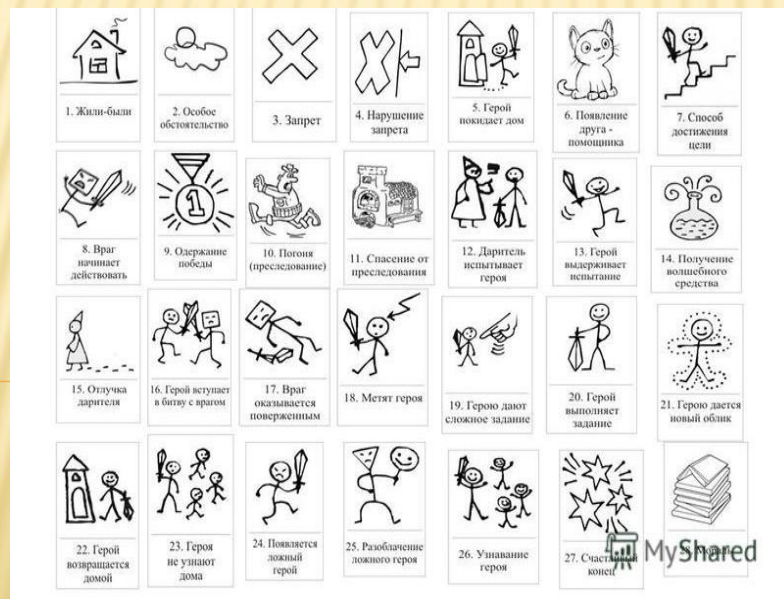 1. Жили-были
2. Особое
обстоятельство
3. Запрет
4. Нарушение
запрета
5. Герой
покидает дом
6. Появление
друга -
помощника
7. Способ
достижения
цели
8. Враг
начинает
действовать
9. Одержание
победы
1
10. Погоня
(преследование)
11. Спасение от
преследования
12. Даритель
испытывает
героя
13. Герой
выдерживает
испытание
14. Получение
волшебного
средства
15. Отлучка
дарителя
16. Герой вступает
в битву с врагом
17. Враг
оказывается
поверженным
18. Метят героя
19. Герою дают
сложное задание
20. Герой
выполняет
задание
21. Герою дается
новый облик
22. Герой
возвращается
домой
23. Героя
не узнают
дома
24. Появляется
ложный
герой
25. Разоблачение
ложного героя
26. Узнавание
героя
27. Счастливый
конец
28. Мораль
MyShared